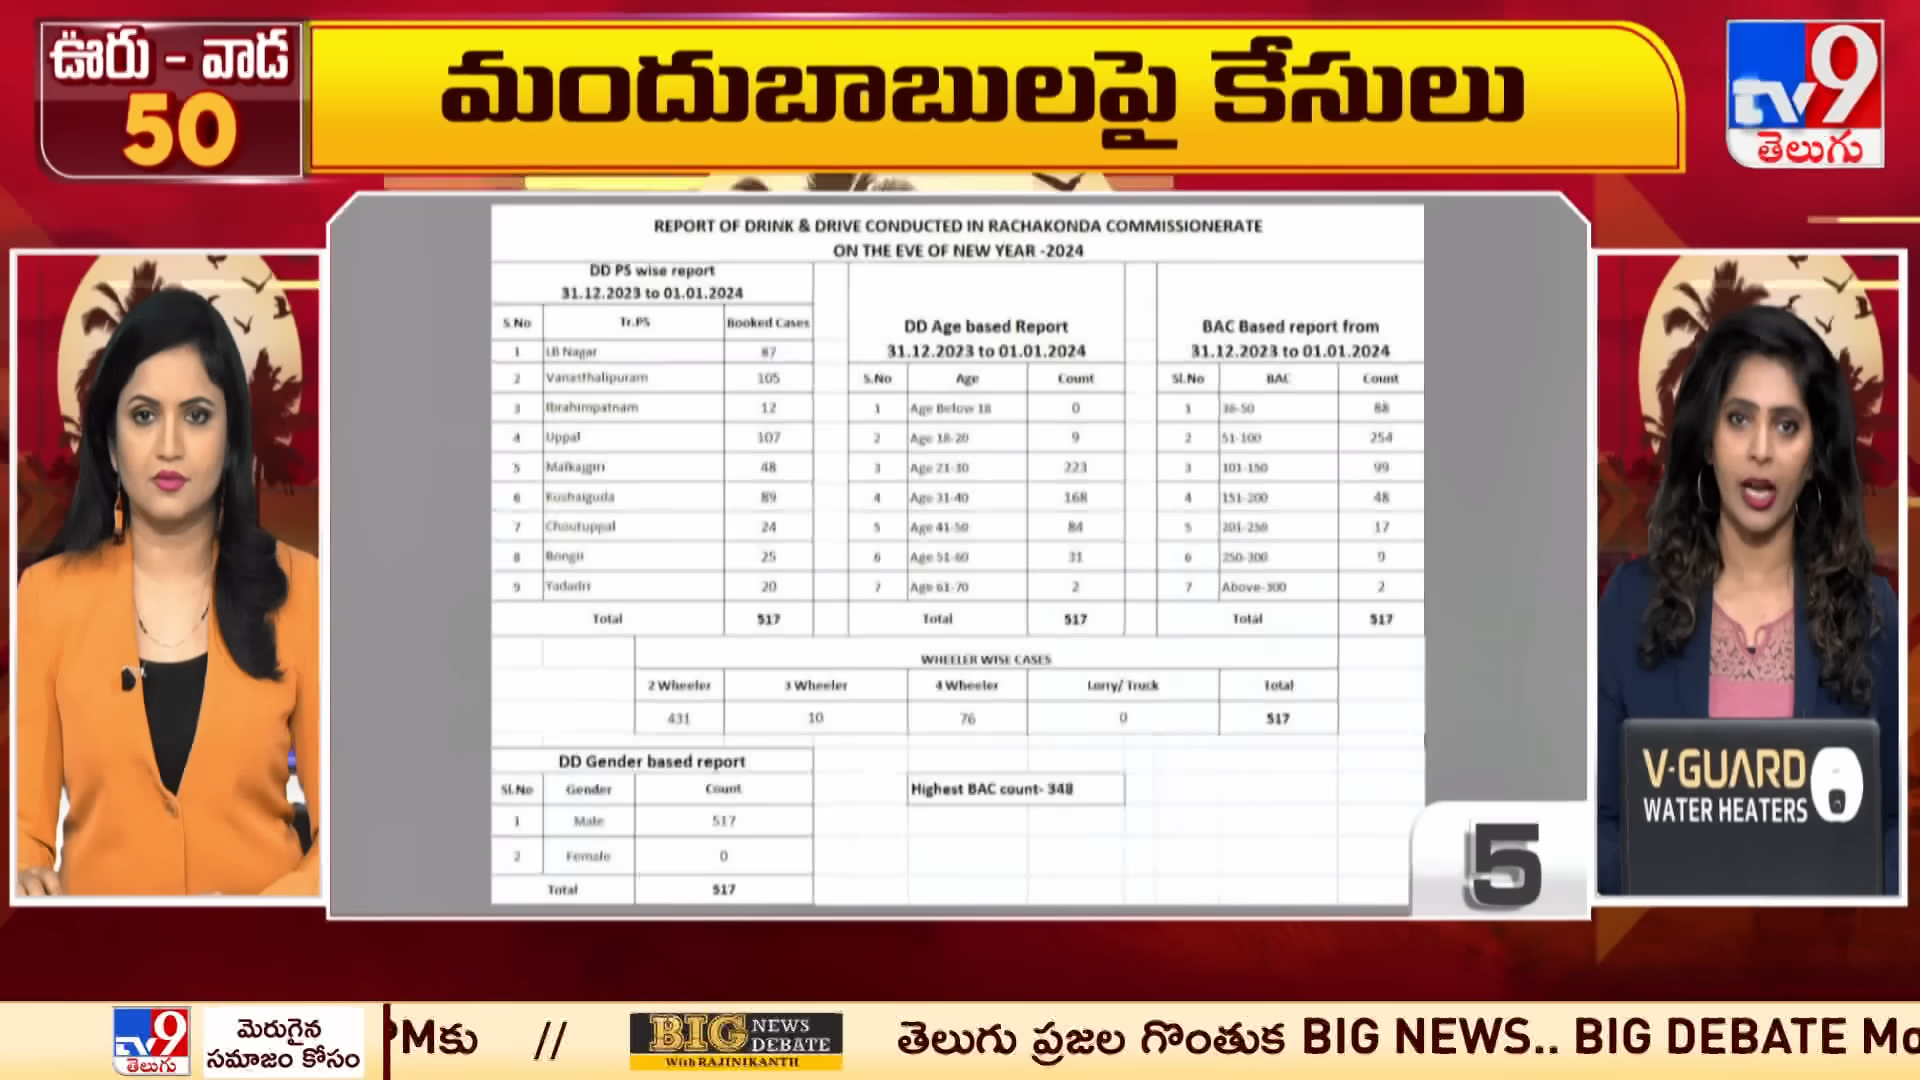 ఊరు - వాడ
50
మందుబాబులపై కేసులు
tv9
తెలుగు
REPORT OF DRINK & DRIVE CONDUCTED IN RACHAKONDA COMMISSIONERATE
ON THE EVE OF NEW YEAR -2024
DD PS wise report
31.12.2023 to 01.01.2024
S.No Tr.PS Booked Cases
1 LB Nagar 87
2 Vanasthalipuram 105
3 Ibrahimpatnam 12
4 Uppal 107
5 Malkajgiri 48
6 Kushaiguda 89
7 Choutuppal 24
8 Bongir 25
9 Yadadri 20
Total 517
DD Age based Report
31.12.2023 to 01.01.2024
S.No Age Count
1 Age Below 18 0
2 Age 18-20 9
3 Age 21-30 223
4 Age 31-40 168
5 Age 41-50 84
6 Age 51-60 31
7 Age 61-70 2
Total 517
BAC Based report from
31.12.2023 to 01.01.2024
Sl.No BAC Count
1 36-50 88
2 51-100 254
3 101-150 99
4 151-200 48
5 201-250 17
6 250-300 9
7 Above-300 2
Total 517
WHEELER WISE CASES
2 Wheeler 3 Wheeler 4 Wheeler Lorry/ Truck Total
431 10 76 0 517
DD Gender based report
Sl.No Gender Count
1 Male 517
2 Female 0
Total 517
Highest BAC count- 348
5
V-GUARD
WATER HEATERS
tv9
తెలుగు
మెరుగైన
సమాజం కోసం
PMకు // BIG NEWS DEBATE With RAJINIKANTH తెలుగు ప్రజల గొంతుక BIG NEWS.. BIG DEBATE Mo